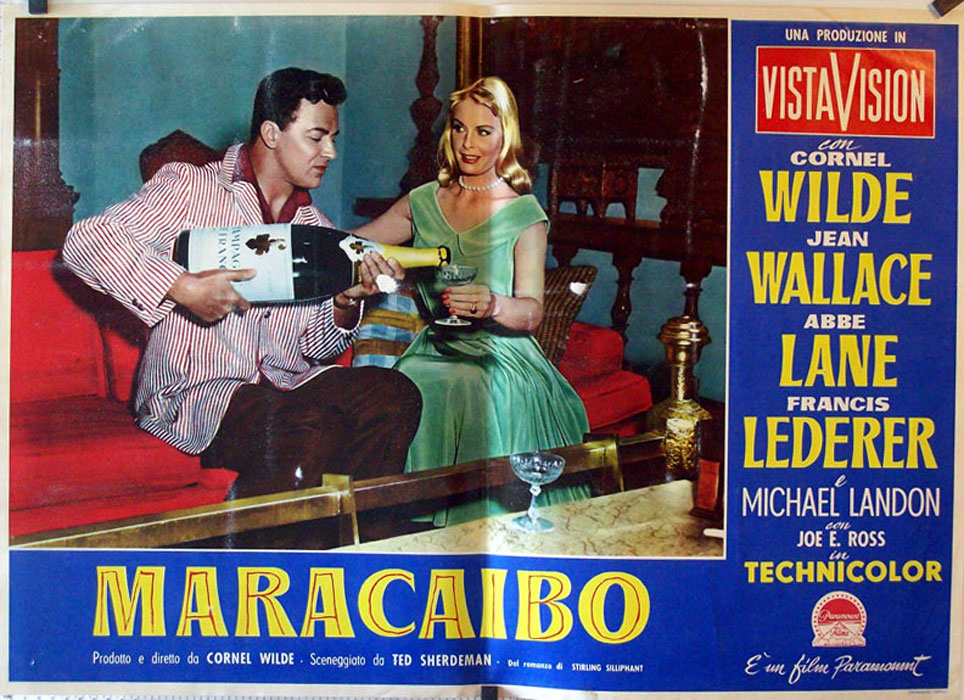 UNA PRODUZIONE IN
VISTAVISION
con
CORNEL
WILDE
JEAN
WALLACE
ABBE
LANE
FRANCIS
LEDERER
e
MICHAEL LANDON
con
JOE E. ROSS
in
TECHNICOLOR
Paramount
È un film Paramount
MARACAIBO
Prodotto e diretto da CORNEL WILDE · Sceneggiato da TED SHERDEMAN · Dal romanzo di STIRLING SILLIPHANT